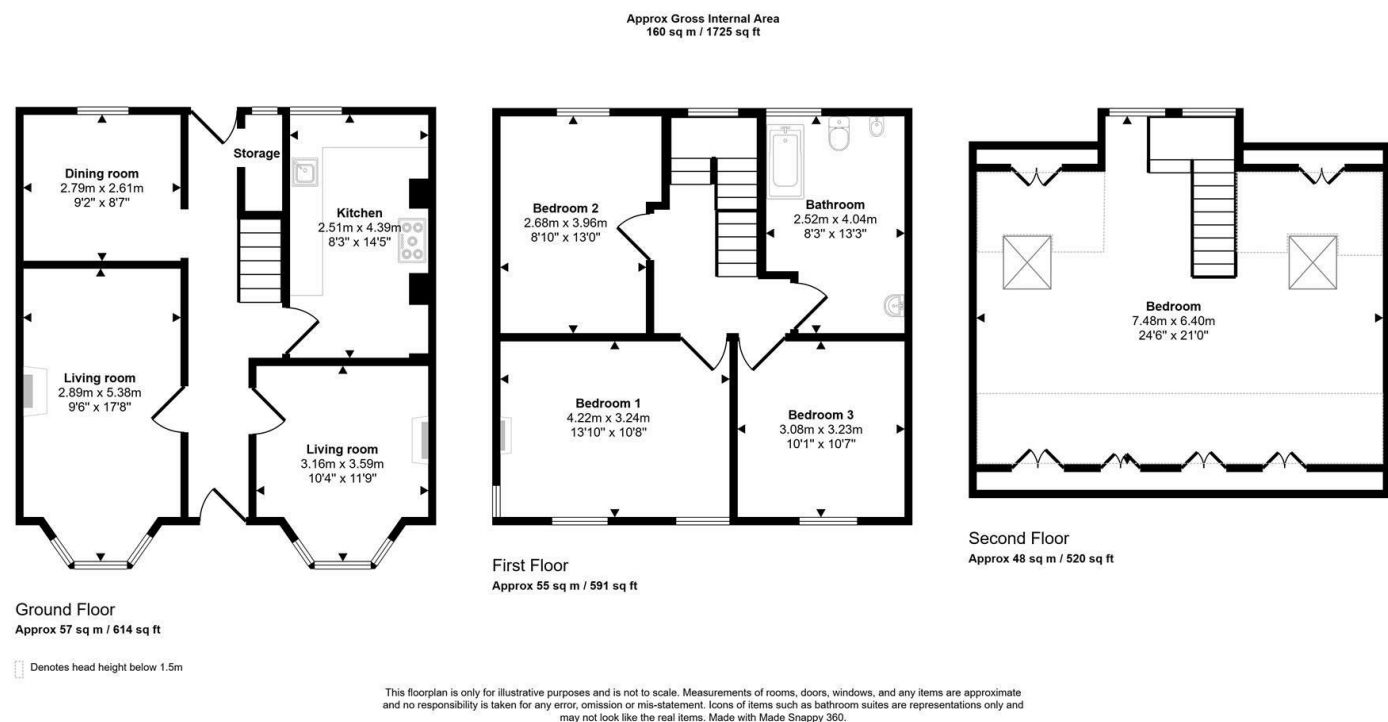 Approx Gross Internal Area
160 sq m / 1725 sq ft
Dining room
2.79m x 2.61m
9'2" x 8'7"
Storage
Kitchen
2.51m x 4.39m
8'3" x 14'5"
Living room
2.89m x 5.38m
9'6" x 17'8"
Living room
3.16m x 3.59m
10'4" x 11'9"
Ground Floor
Approx 57 sq m / 614 sq ft
Denotes head height below 1.5m
Bedroom 2
2.68m x 3.96m
8'10" x 13'0"
Bathroom
2.52m x 4.04m
8'3" x 13'3"
Bedroom 1
4.22m x 3.24m
13'10" x 10'8"
Bedroom 3
3.08m x 3.23m
10'1" x 10'7"
First Floor
Approx 55 sq m / 591 sq ft
Bedroom
7.48m x 6.40m
24'6" x 21'0"
Second Floor
Approx 48 sq m / 520 sq ft
This floorplan is only for illustrative purposes and is not to scale. Measurements of rooms, doors, windows, and any items are approximate
and no responsibility is taken for any error, omission or mis-statement. Icons of items such as bathroom suites are representations only and
may not look like the real items. Made with Made Snappy 360.